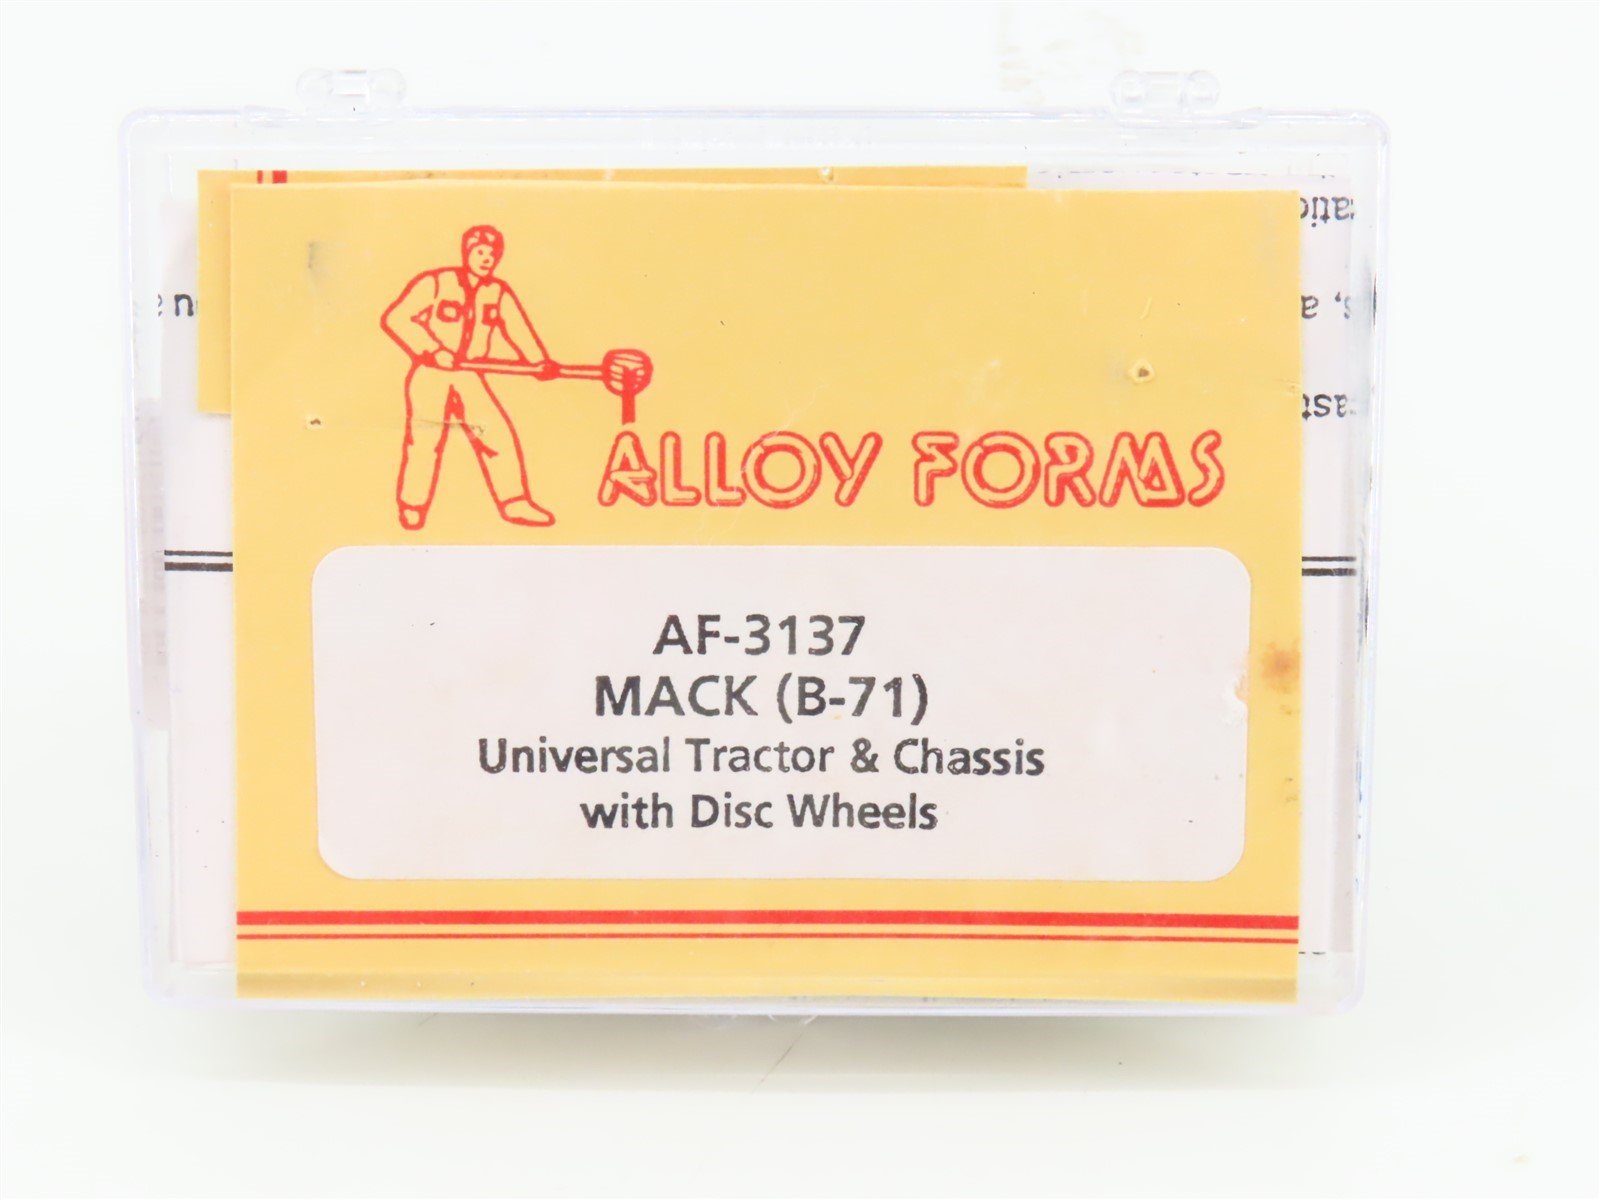 ALLOY FORMS
AF-3137
MACK (B-71)
Universal Tractor & Chassis
with Disc Wheels